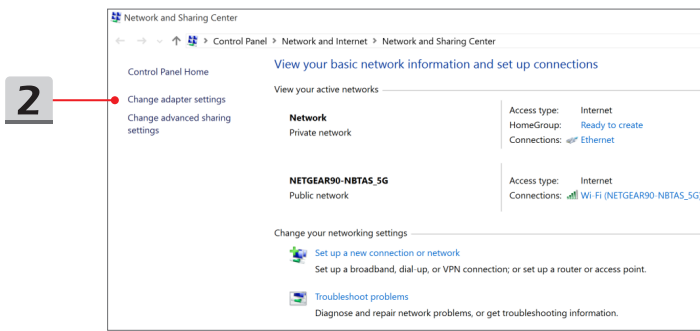 Network and Sharing Center
Control Panel > Network and Internet > Network and Sharing Center
2
Control Panel Home
Change adapter settings
Change advanced sharing
settings
View your basic network information and set up connections
View your active networks
Network
Private network
Access type: Internet
HomeGroup: Ready to create
Connections: Ethernet
NETGEAR90-NBTAS_5G
Public network
Access type: Internet
Connections: Wi-Fi (NETGEAR90-NBTAS_5G)
Change your networking settings
Set up a new connection or network
Set up a broadband, dial-up, or VPN connection; or set up a router or access point.
Troubleshoot problems
Diagnose and repair network problems, or get troubleshooting information.